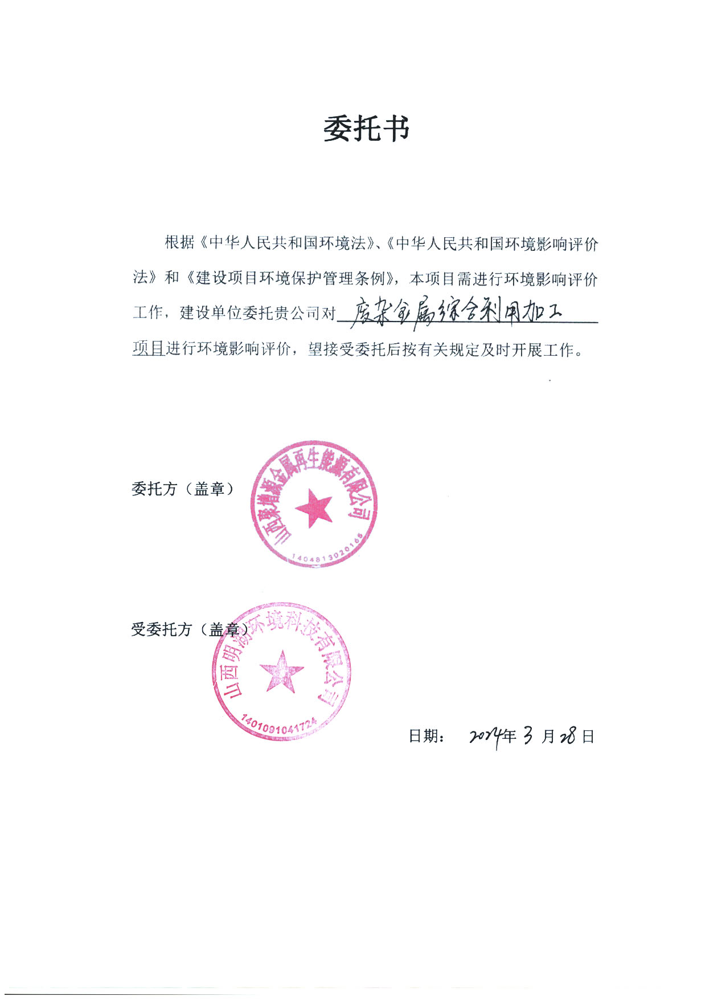 委托书
根据《中华人民共和国环境法》、《中华人民共和国环境影响评价
法》和《建设项目环境保护管理条例》，本项目需进行环境影响评价
工作，建设单位委托贵公司对 废杂金属综合利用加工
项目进行环境影响评价，望接受委托后按有关规定及时开展工作。
委托方（盖章）
山西聚增源金属再生能源有限公司
1404813020165
受委托方（盖章）
山西明湖环境科技有限公司
1401091041724
日期： 2024年 3 月 28 日